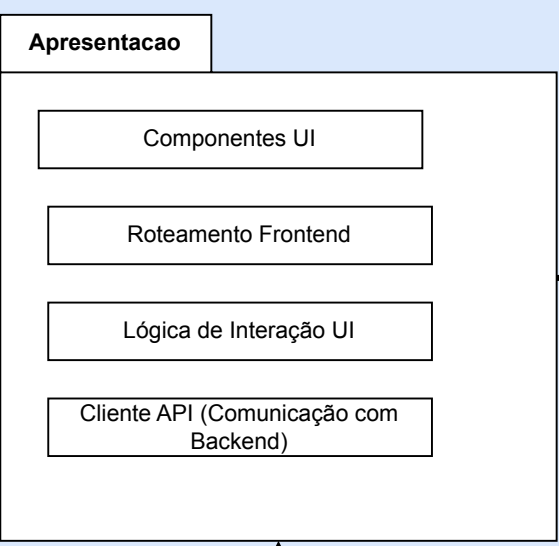 Apresentacao
Componentes UI
Roteamento Frontend
Lógica de Interação UI
Cliente API (Comunicação com
Backend)